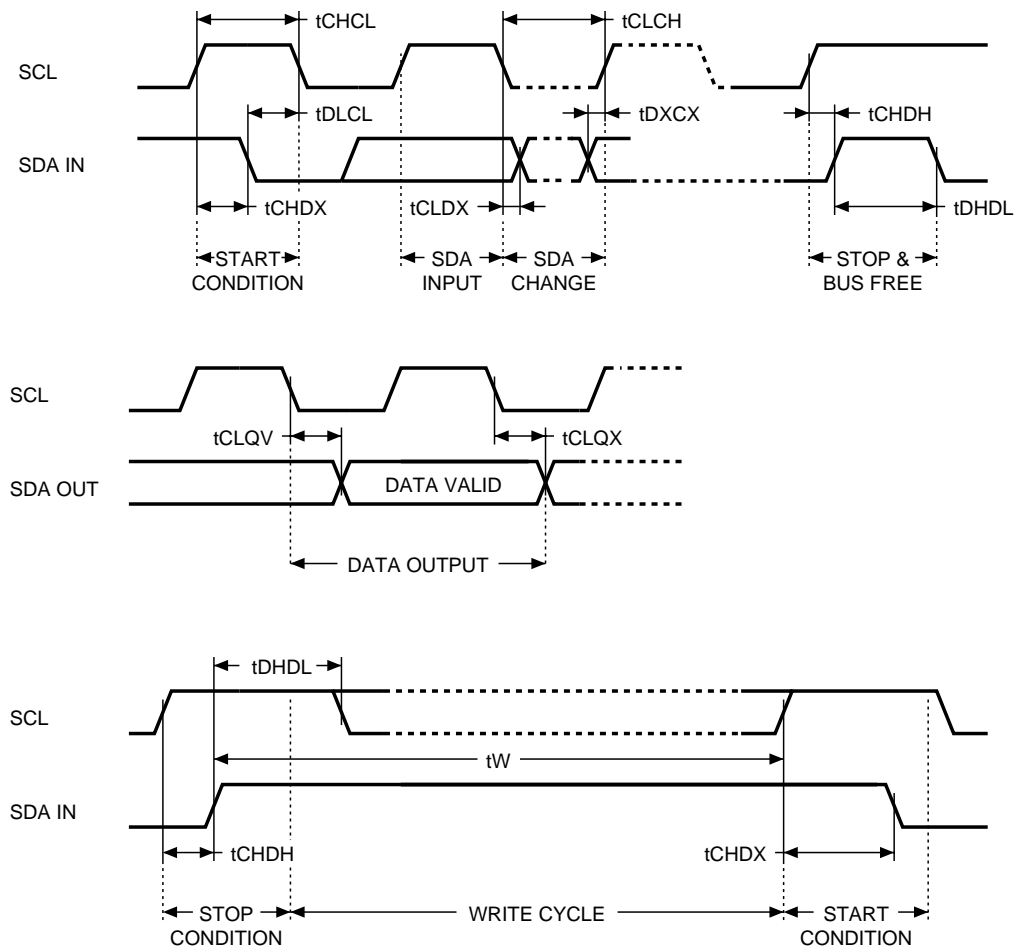 tCHCL
tCLCH
SCL
tDLCL
tDXCX
tCHDH
SDA IN
tCHDX
tCLDX
tDHDL
START
CONDITION
SDA
INPUT
SDA
CHANGE
STOP &
BUS FREE
SCL
tCLQV
tCLQX
SDA OUT
DATA VALID
DATA OUTPUT
tDHDL
SCL
tW
SDA IN
tCHDH
tCHDX
STOP
CONDITION
WRITE CYCLE
START
CONDITION